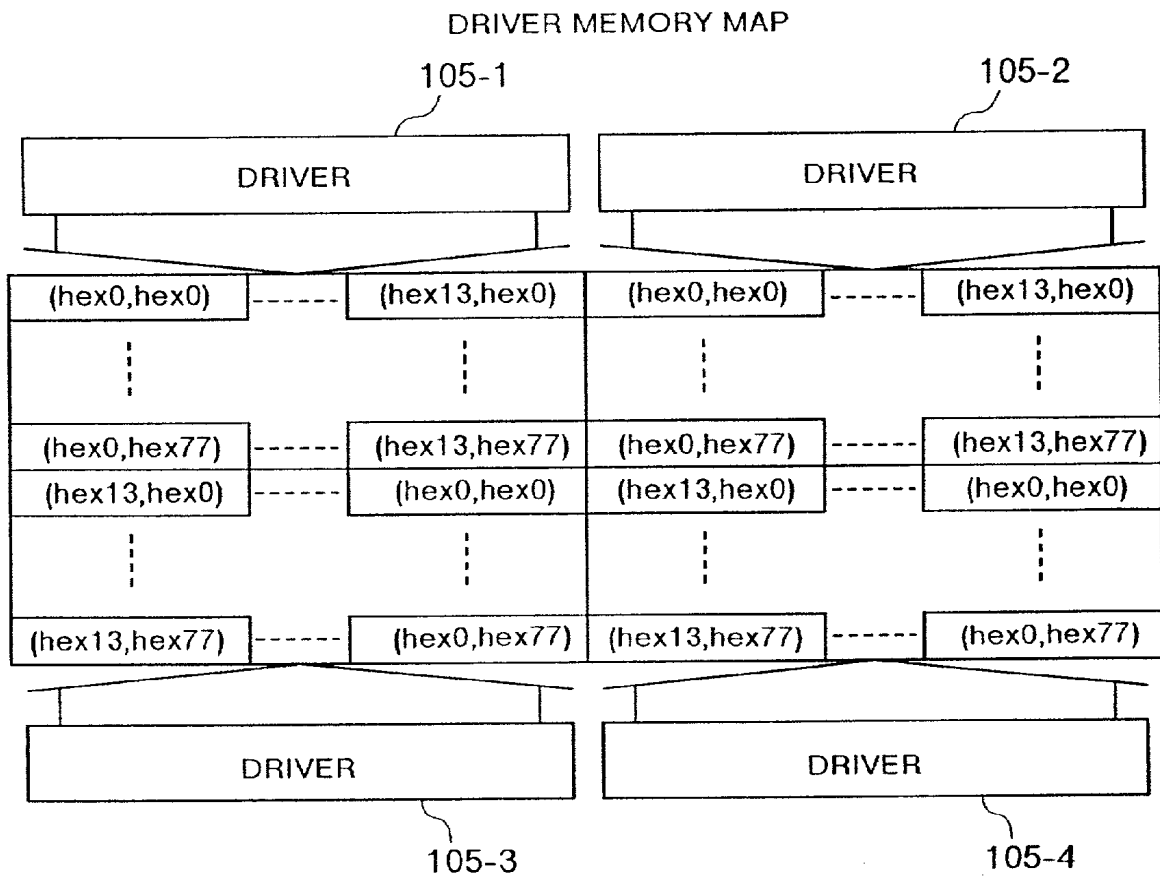 DRIVER MEMORY MAP
105-1 105-2
DRIVER DRIVER
(hex0,hex0) (hex13,hex0) (hex0,hex0) (hex13,hex0)
(hex0,hex77) (hex13,hex77) (hex0,hex77) (hex13,hex77)
(hex13,hex0) (hex0,hex0) (hex13,hex0) (hex0,hex0)
(hex13,hex77) (hex0,hex77) (hex13,hex77) (hex0,hex77)
DRIVER DRIVER
105-3 105-4